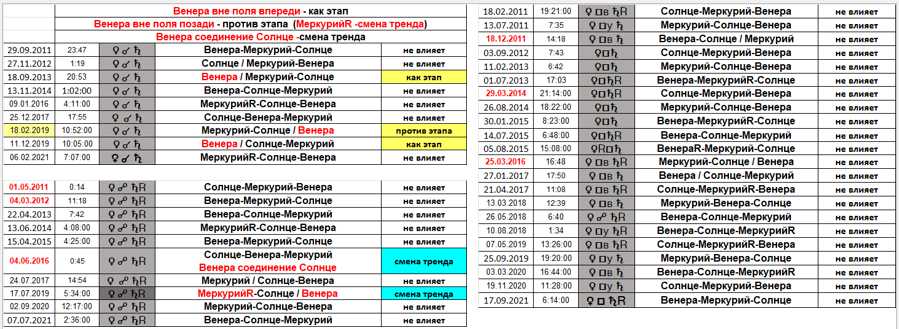 Венера вне поля впереди - как этап
Венера вне поля позади - против этапа (МеркурийR -смена тренда)
Венера соединение Солнце -смена тренда
29.09.2011 23:47 ♀ ☌ ♄ Венера-Меркурий-Солнце не влияет
27.11.2012 1:19 ♀ ☌ ♄ Солнце / Меркурий-Венера не влияет
18.09.2013 20:53 ♀ ☌ ♄ Венера / Меркурий-Солнце как этап
13.11.2014 1:02:00 ♀ ☌ ♄ Венера-Солнце-Меркурий не влияет
09.01.2016 4:11:00 ♀ ☌ ♄ МеркурийR-Солнце-Венера не влияет
25.12.2017 17:55 ♀ ☌ ♄ Солнце-Венера-Меркурий не влияет
18.02.2019 10:52:00 ♀ ☌ ♄ Меркурий-Солнце / Венера против этапа
11.12.2019 10:05:00 ♀ ☌ ♄ Венера / Солнце-Меркурий как этап
06.02.2021 7:07:00 ♀ ☌ ♄ МеркурийR-Солнце-Венера не влияет
01.05.2011 0:14 ♀ ☍ ♄R Солнце-Меркурий-Венера не влияет
04.03.2012 11:18 ♀ ☍ ♄R Солнце-Меркурий-Венера не влияет
22.04.2013 7:42 ♀ ☍ ♄R Меркурий-Солнце-Венера не влияет
13.06.2014 4:08:00 ♀ ☍ ♄R Венера-Солнце-МеркурийR не влияет
15.04.2015 4:25:00 ♀ ☍ ♄R Солнце-Меркурий-Венера не влияет
04.06.2016 0:45 ♀ ☍ ♄R Солнце-Венера-Меркурий смена тренда
Венера соединение Солнце
24.07.2017 14:54 ♀ ☍ ♄R Меркурий / Солнце-Венера не влияет
17.07.2019 5:34:00 ♀ ☍ ♄R МеркурийR-Солнце / Венера смена тренда
02.09.2020 12:17:00 ♀ ☍ ♄R Меркурий-Солнце-Венера не влияет
07.07.2021 2:36:00 ♀ ☍ ♄R Венера-Солнце-Меркурий не влияет
18.02.2011 19:21:00 ♀ □в ♄R Солнце-Меркурий-Венера не влияет
13.07.2011 7:35 ♀ □у ♄ Меркурий-Солнце-Венера не влияет
18.12.2011 14:18 ♀ □в ♄ Венера-Солнце / Меркурий не влияет
03.09.2012 7:43 ♀□ ♄ Солнце-Меркурий-Венера не влияет
11.02.2013 6:42 ♀□ ♄ Меркурий-Солнце-Венера не влияет
01.07.2013 17:03 ♀□♄R Венера-МеркурийR-Солнце не влияет
29.03.2014 21:14:00 ♀□♄R Солнце-Меркурий-Венера не влияет
26.08.2014 18:22:00 ♀□♄ Меркурий-Солнце-Венера не влияет
30.01.2015 8:23:00 ♀□♄ Венера-МеркурийR-Солнце не влияет
14.07.2015 6:48:00 ♀□♄R Венера-Солнце-Меркурий не влияет
05.08.2015 15:08:00 ♀R□♄ ВенераR-Меркурий-Солнце не влияет
25.03.2016 16:48 ♀ □в ♄R Меркурий-Солнце / Венера не влияет
27.01.2017 17:50 ♀ □в ♄ Венера / Солнце-Меркурий не влияет
21.04.2017 11:08 ♀ □в ♄R Солнце-МеркурийR-Венера не влияет
13.03.2018 12:39 ♀ □в ♄ Меркурий-Венера-Солнце не влияет
26.05.2018 6:40 ♀ ☍ ♄R Венера-Солнце-Меркурий не влияет
10.08.2018 1:34 ♀ □у ♄R Венера-Солнце-МеркурийR не влияет
07.05.2019 13:26:00 ♀ □в ♄R Солнце-Меркурий-Венера не влияет
25.09.2019 19:20:00 ♀ □у ♄ Меркурий-Венера-Солнце не влияет
03.03.2020 16:44:00 ♀ □в ♄ Венера-Солнце-МеркурийR не влияет
19.11.2020 11:28:00 ♀ □у ♄ Солнце-Меркурий-Венера не влияет
17.09.2021 6:14:00 ♀ □ ♄R Венера-Меркурий-Солнце не влияет